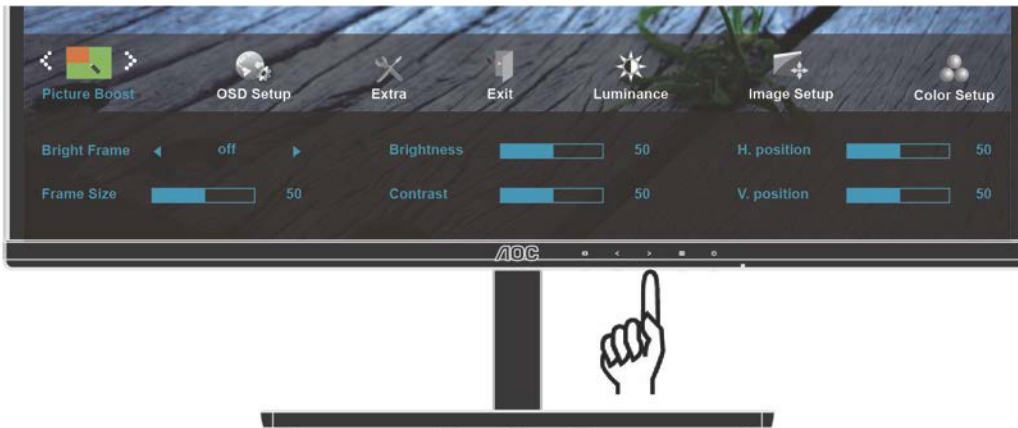 Picture Boost OSD Setup Extra Exit Luminance Image Setup Color Setup
Bright Frame off Brightness 50 H. position 50
Frame Size 50 Contrast 50 V. position 50
AOC